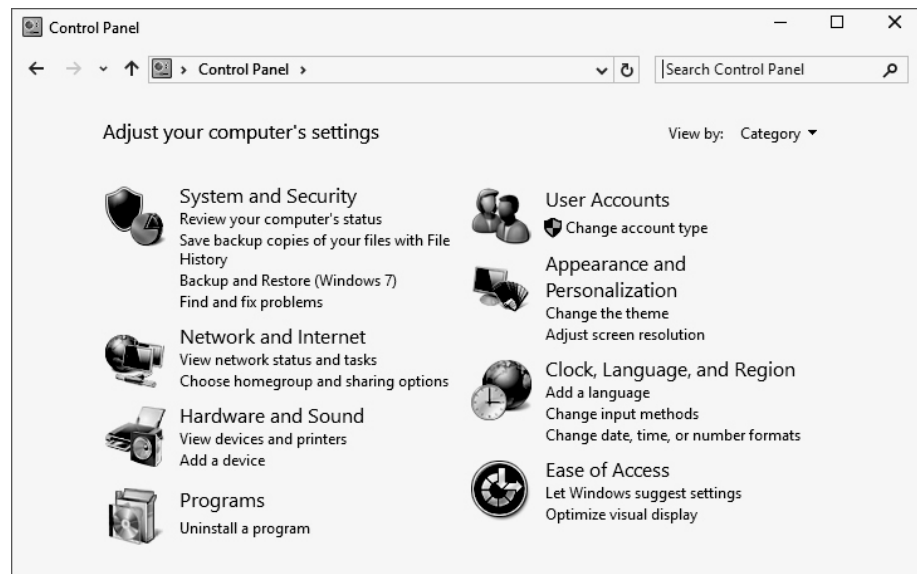 Control Panel
Control Panel
Search Control Panel
Adjust your computer's settings
View by: Category
System and Security
Review your computer's status
Save backup copies of your files with File
History
Backup and Restore (Windows 7)
Find and fix problems
Network and Internet
View network status and tasks
Choose homegroup and sharing options
Hardware and Sound
View devices and printers
Add a device
Programs
Uninstall a program
User Accounts
Change account type
Appearance and
Personalization
Change the theme
Adjust screen resolution
Clock, Language, and Region
Add a language
Change input methods
Change date, time, or number formats
Ease of Access
Let Windows suggest settings
Optimize visual display